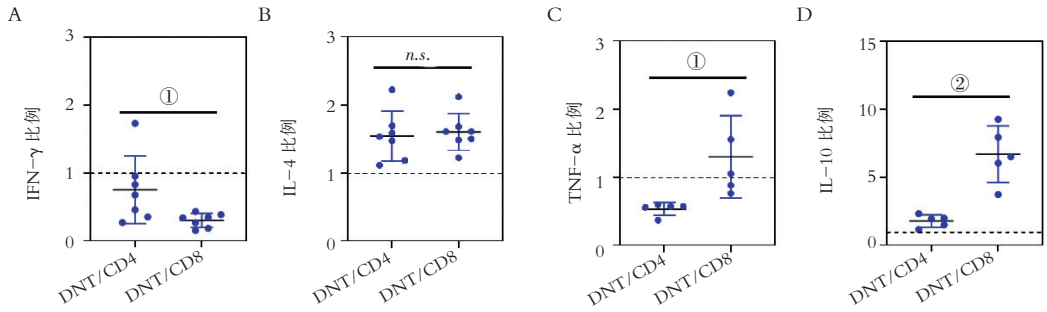 A
IFN-γ 比例
3
2
1
0
①
DNT/CD4
DNT/CD8
B
IL-4 比例
3
2
1
0
n.s.
DNT/CD4
DNT/CD8
C
TNF-α 比例
3
2
1
0
①
DNT/CD4
DNT/CD8
D
IL-10 比例
15
10
5
0
②
DNT/CD4
DNT/CD8